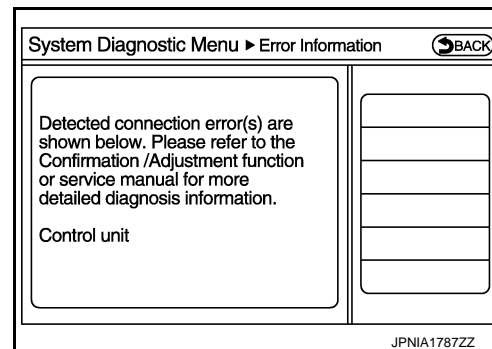 System Diagnostic Menu ▶ Error Information BACK
Detected connection error(s) are
shown below. Please refer to the
Confirmation /Adjustment function
or service manual for more
detailed diagnosis information.
Control unit
JPNIA1787ZZ